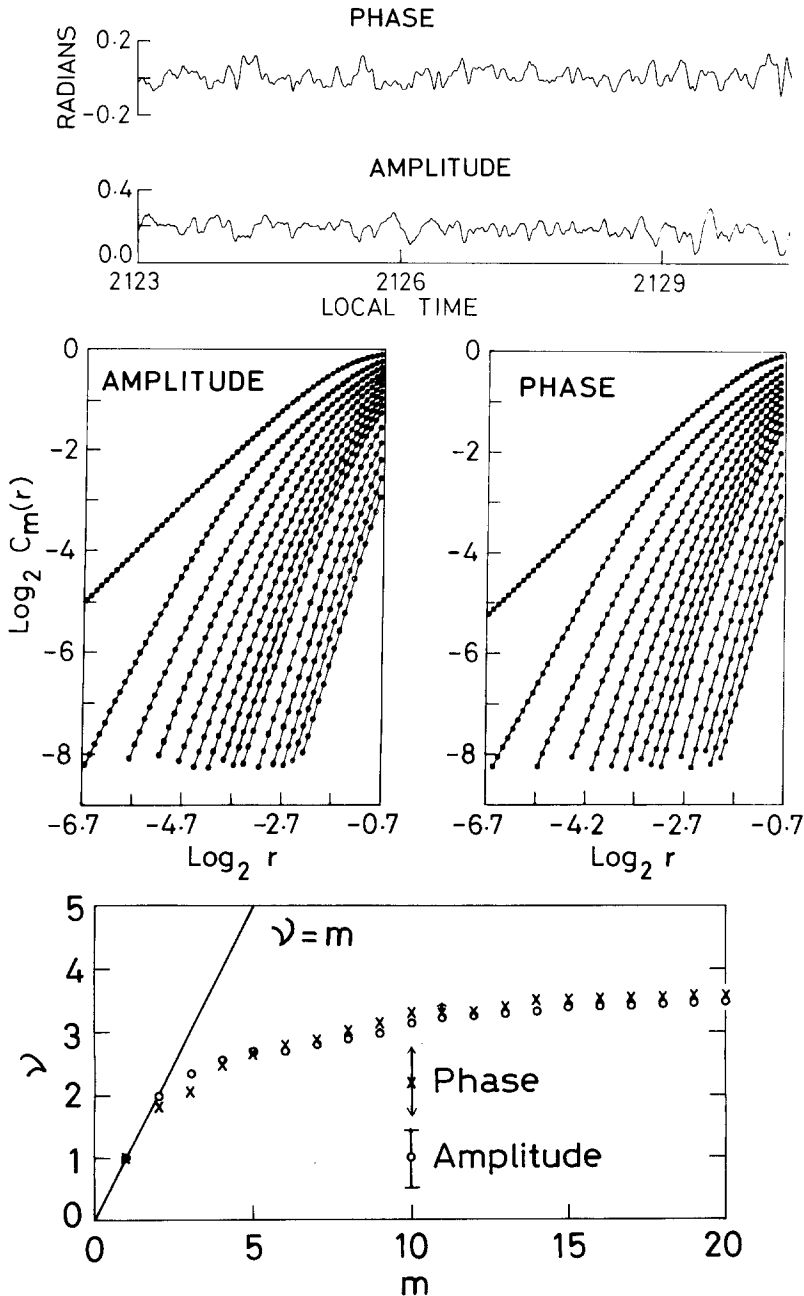 PHASE
RADIANS
0.2
-0.2
AMPLITUDE
0.4
0.0
2123 2126 2129
LOCAL TIME
AMPLITUDE
Log2 Cm(r)
0
-2
-4
-6
-8
-6.7 -4.7 -2.7 -0.7
Log2 r
PHASE
0
-2
-4
-6
-8
-6.7 -4.2 -2.7 -0.7
Log2 r
ν
5
4
3
2
1
0
ν = m
Phase
Amplitude
0 5 10 15 20
m